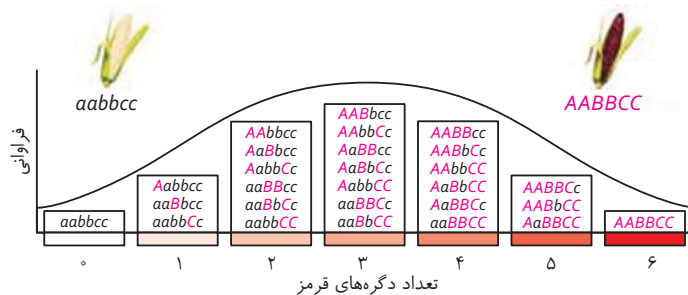 aabbcc
AABBCC
فراوانی
aabbcc
Aabbcc
aaBbcc
aabbCc
AAbbcc
AaBbcc
AabbCc
aaBBcc
aaBbCc
aabbCC
AABbcc
AAbbCc
AaBBcc
AaBbCc
AabbCC
aaBBCc
aaBbCC
AABBcc
AABbCc
AAbbCC
AaBbCC
AaBBCc
aaBBCC
AABBCc
AABbCC
AaBBCC
AABBCC
۰ ۱ ۲ ۳ ۴ ۵ ۶
تعداد دگره‌های قرمز